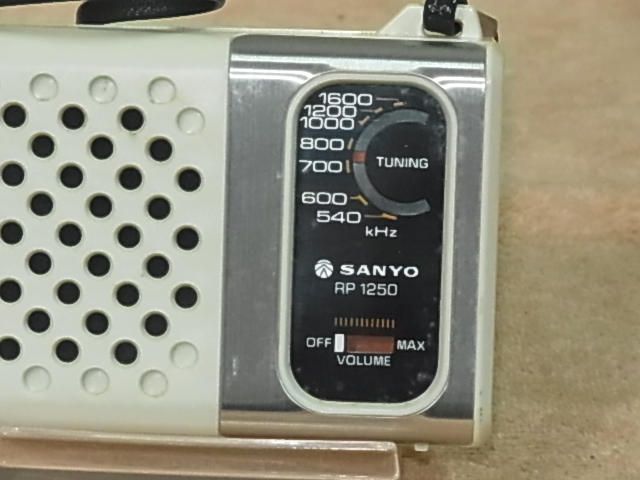 1600
1200
1000
800
700
TUNING
600
540
kHz
SANYO
RP 1250
OFF MAX
VOLUME